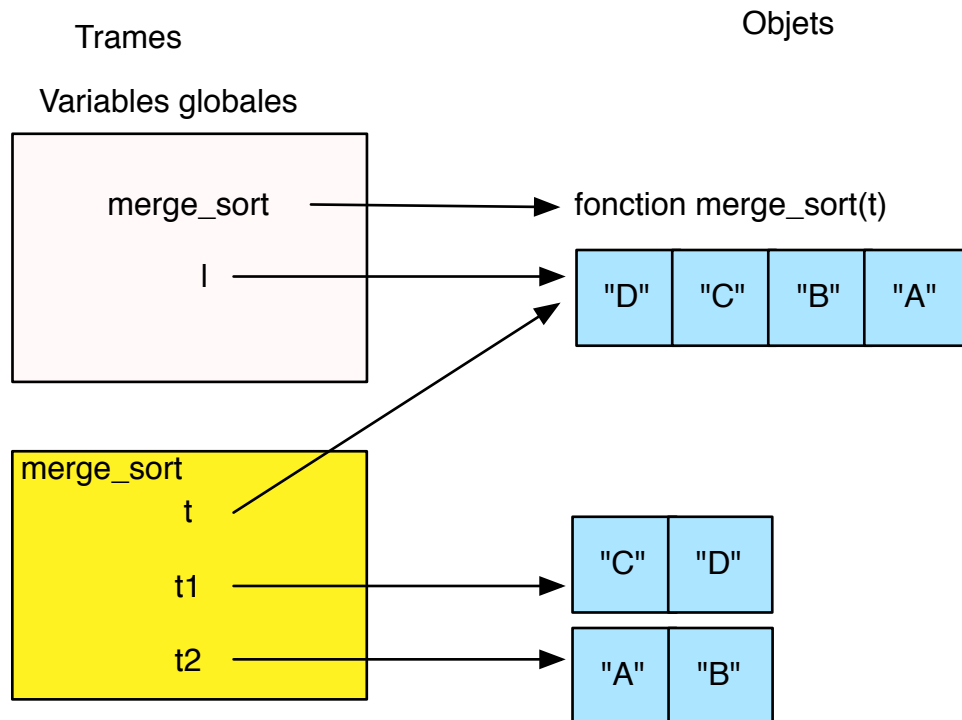 Trames
Objets
Variables globales
merge_sort
fonction merge_sort(t)
l
"D" "C" "B" "A"
merge_sort
t
t1
"C" "D"
t2
"A" "B"